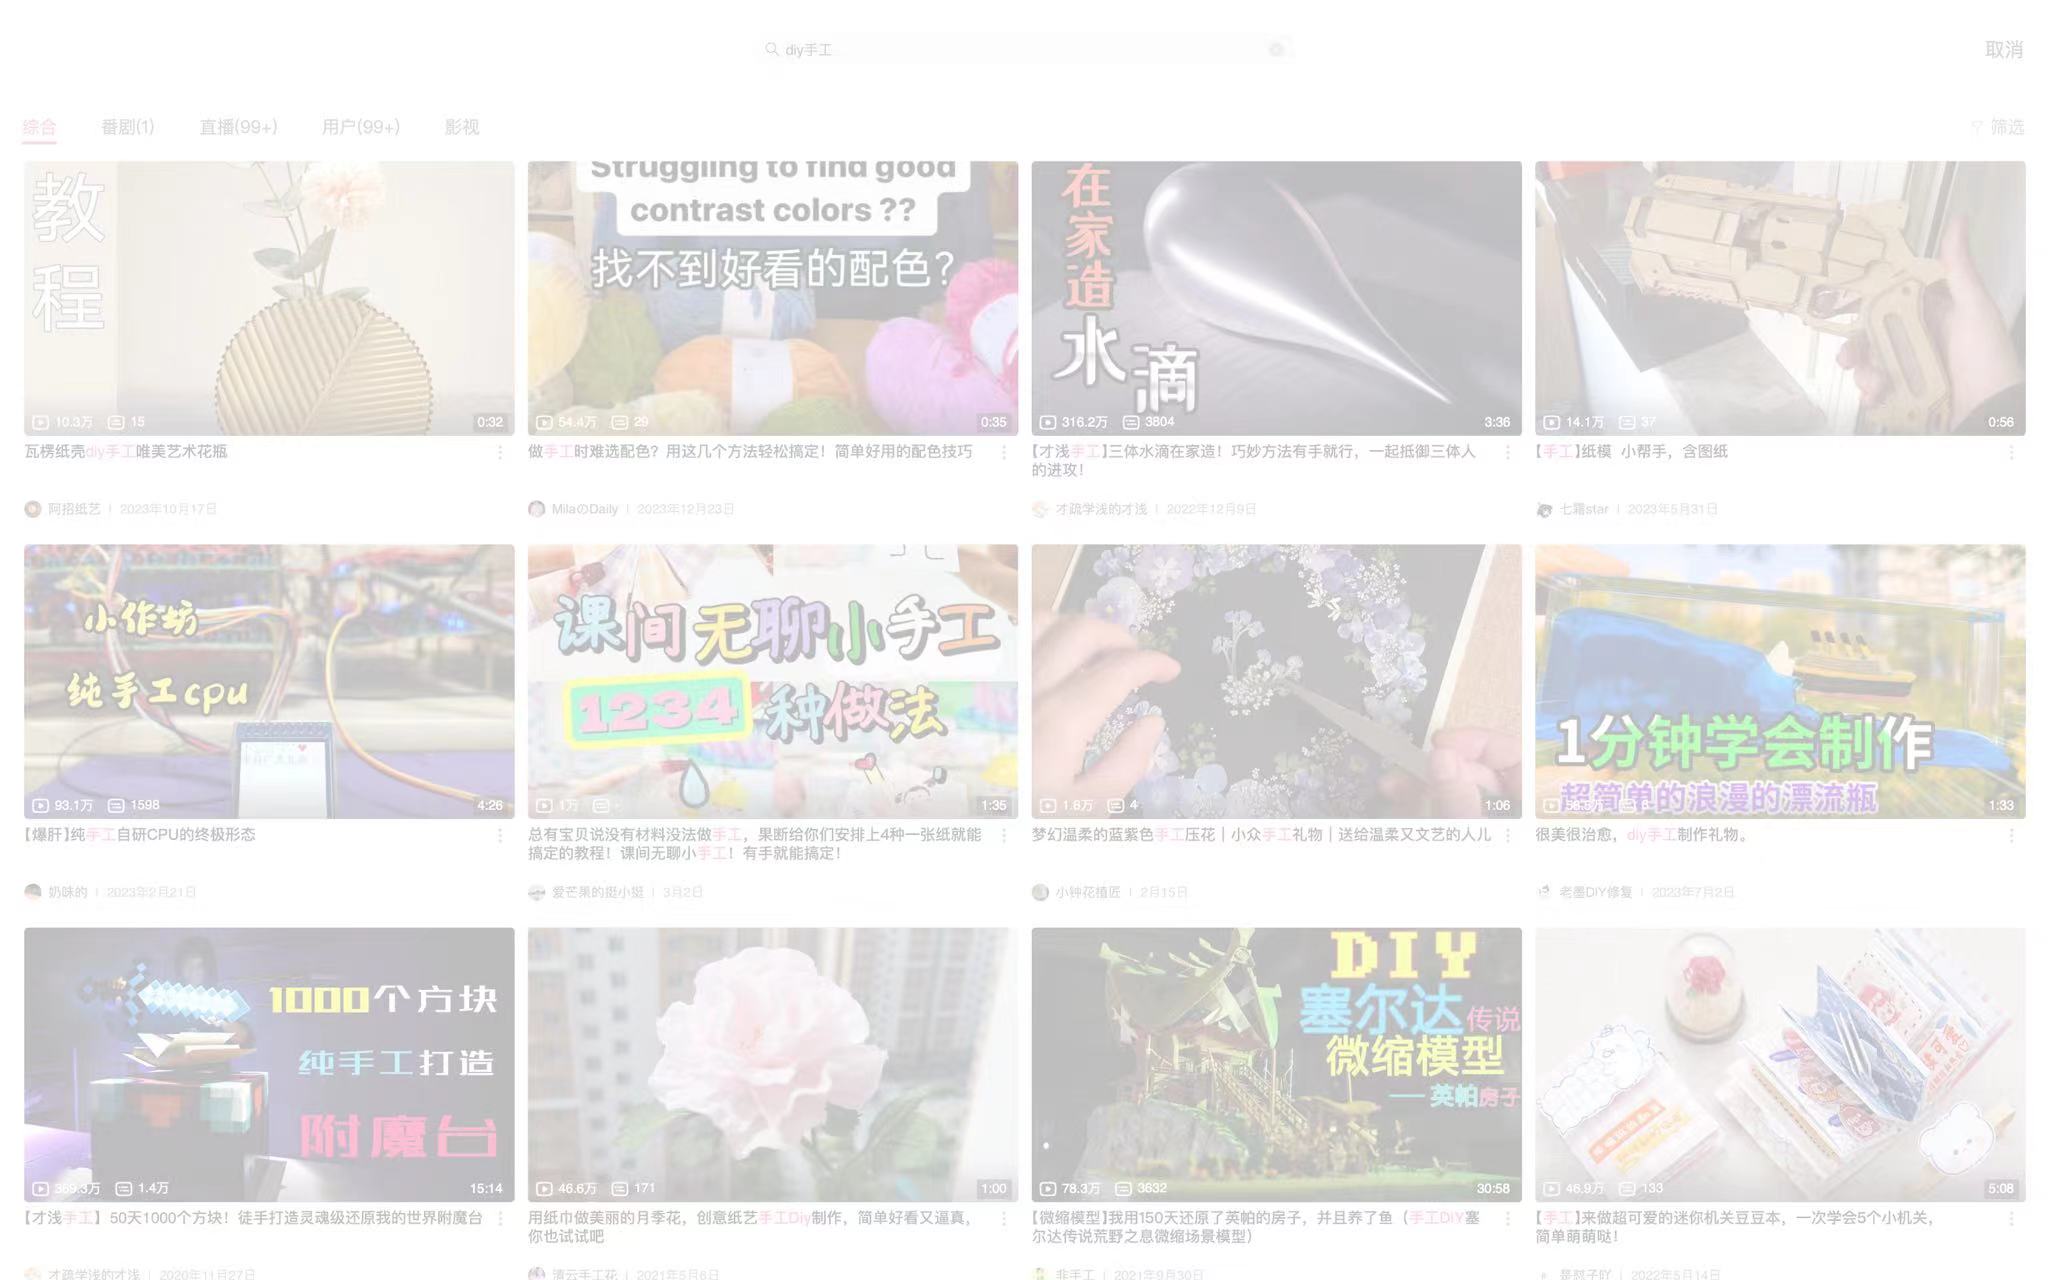 diy手工
取消
综合
番剧(1)
直播(99+)
用户(99+)
影视
筛选
教
程
10.3万
15
0:32
Struggling to find good
contrast colors ??
找不到好看的配色?
54.4万
29
0:35
在家造
水滴
316.2万
3804
3:36
14.1万
37
0:56
瓦楞纸壳diy手工唯美艺术花瓶
做手工时难选配色？用这几个方法轻松搞定！简单好用的配色技巧
【才浅手工】三体水滴在家造！巧妙方法有手就行，一起抵御三体人
的进攻！
【手工】纸模 小帮手，含图纸
阿招纸艺
2023年10月17日
MilaのDaily
2023年12月23日
才疏学浅的才浅
2022年12月9日
七霜star
2023年5月31日
小作坊
纯手工cpu
93.1万
1598
4:26
课间无聊小手工
1234种做法
1万
-
1:35
1.6万
4
1:06
1分钟学会制作
超简单的浪漫的漂流瓶
1:33
【爆肝】纯手工自研CPU的终极形态
总有宝贝说没有材料没法做手工，果断给你们安排上4种一张纸就能
搞定的教程！课间无聊小手工！有手就能搞定！
梦幻温柔的蓝紫色手工压花｜小众手工礼物｜送给温柔又文艺的人儿
很美很治愈，diy手工制作礼物。
奶味的
2023年2月21日
爱芒果的挺小挺
3月2日
小钟花植匠
2月15日
老墨DIY修复
2023年7月2日
1000个方块
纯手工打造
附魔台
369.3万
1.4万
15:14
46.6万
171
1:00
DIY
塞尔达传说
微缩模型
——英帕房子
78.3万
3632
30:58
46.9万
133
5:08
【才浅手工】50天1000个方块！徒手打造灵魂级还原我的世界附魔台
用纸巾做美丽的月季花，创意纸艺手工Diy制作，简单好看又逼真，
你也试试吧
【微缩模型】我用150天还原了英帕的房子，并且养了鱼（手工DIY塞
尔达传说荒野之息微缩场景模型）
【手工】来做超可爱的迷你机关豆豆本，一次学会5个小机关，
简单萌萌哒！
才疏学浅的才浅
2020年11月27日
清云手工花
2021年5月6日
非手工
2021年9月30日
2022年5月14日